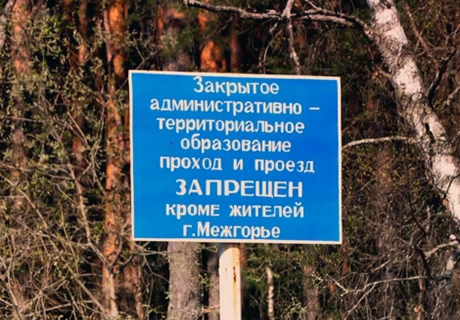 Закрытое
административно –
территориальное
образование
проход и проезд
ЗАПРЕЩЕН
кроме жителей
г.Межгорье